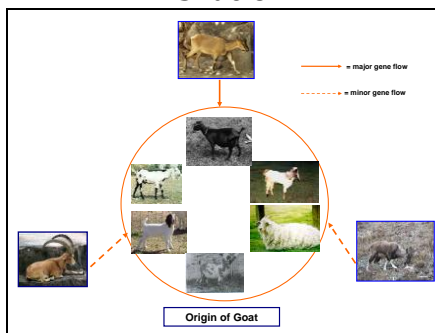 = major gene flow
= minor gene flow
Origin of Goat